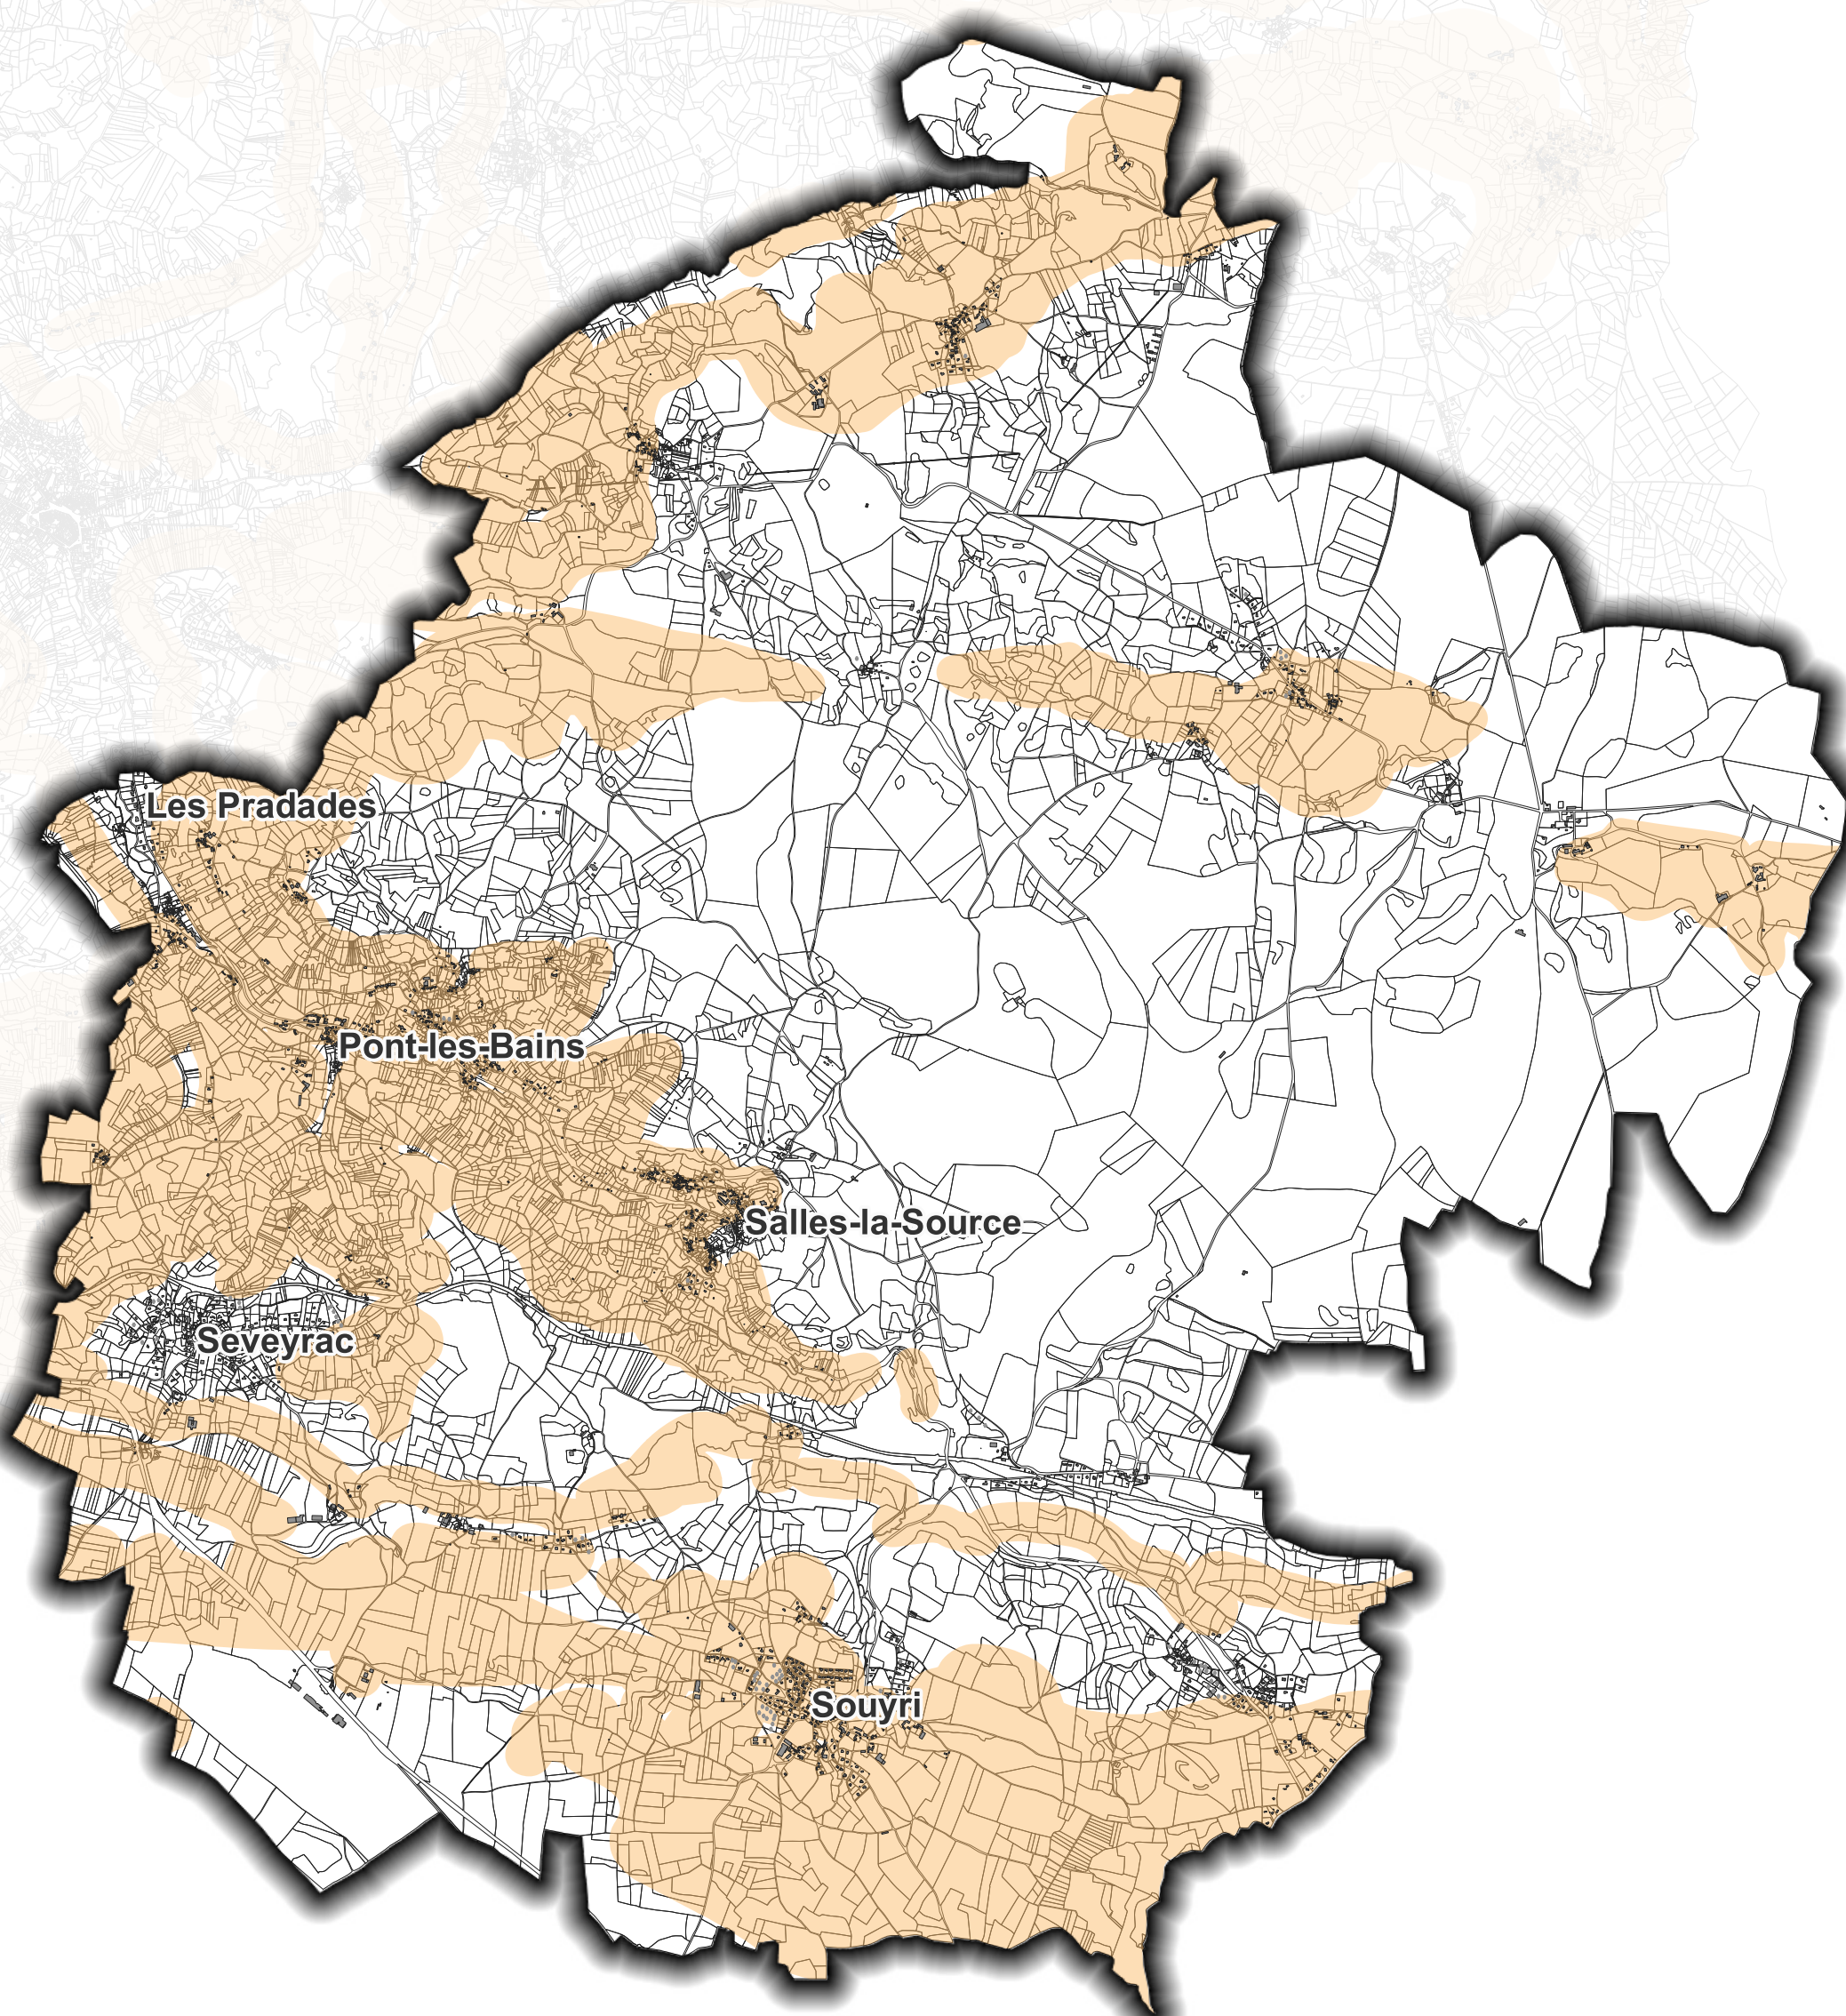 Les Pradades
Pont-les-Bains
Salles-la-Source
Seveyrac
Souyri